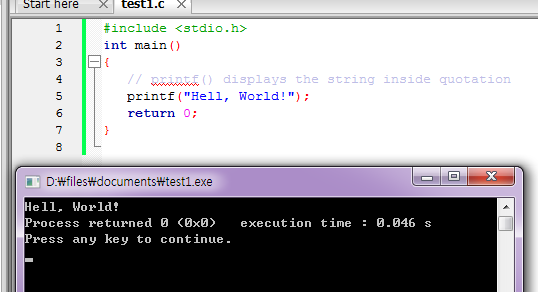 Start here
test1.c
1 #include <stdio.h>
2 int main()
3 {
4 // printf() displays the string inside quotation
5 printf("Hell, World!");
6 return 0;
7 }
8
D:₩files₩documents₩test1.exe
Hell, World!
Process returned 0 (0x0) execution time : 0.046 s
Press any key to continue.